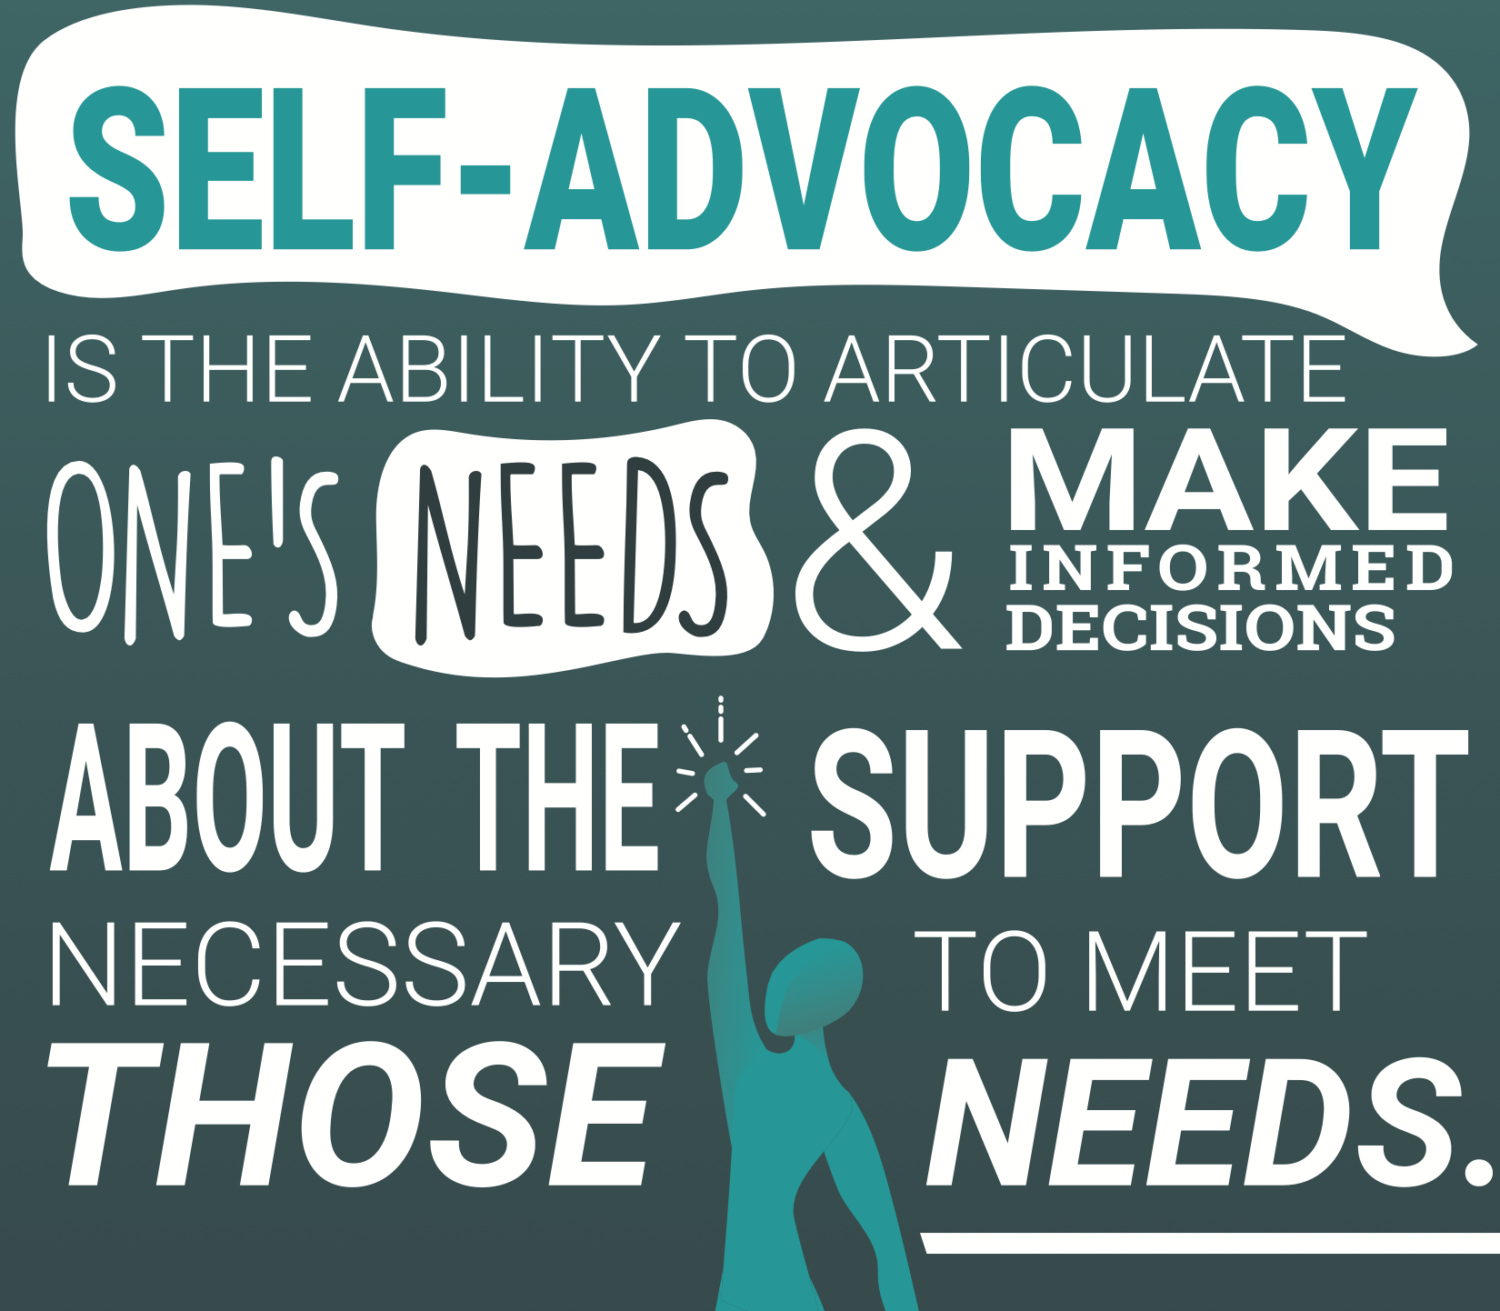 SELF-ADVOCACY
IS THE ABILITY TO ARTICULATE
ONE'S NEEDS & MAKE
INFORMED
DECISIONS
ABOUT THE SUPPORT
NECESSARY TO MEET
THOSE NEEDS.